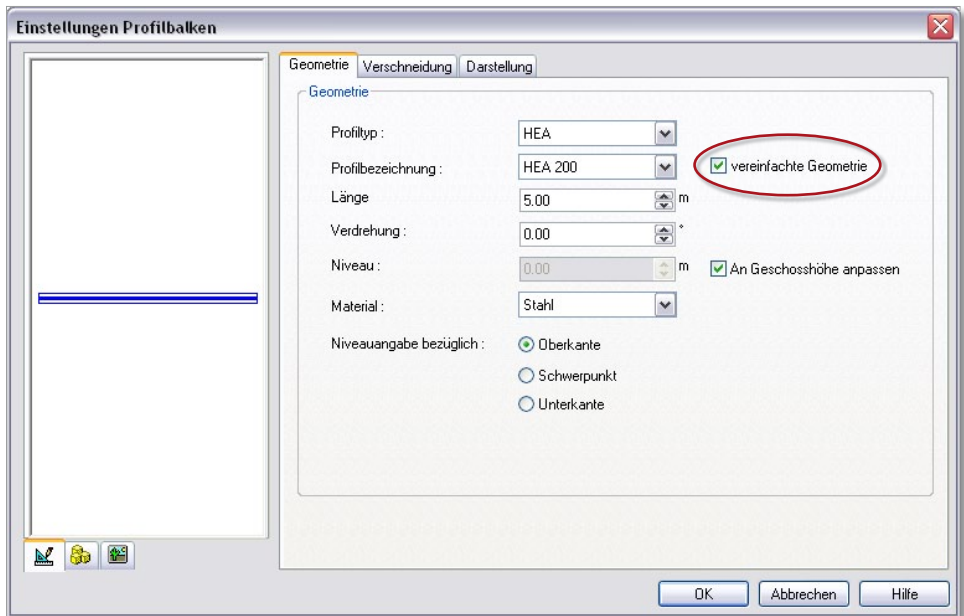 Einstellungen Profilbalken
Geometrie Verschneidung Darstellung
Geometrie
Profiltyp : HEA
Profilbezeichnung : HEA 200 vereinfachte Geometrie
Länge 5.00 m
Verdrehung : 0.00 °
Niveau : 0.00 m An Geschosshöhe anpassen
Material : Stahl
Niveauangabe bezüglich : Oberkante
Schwerpunkt
Unterkante
OK Abbrechen Hilfe